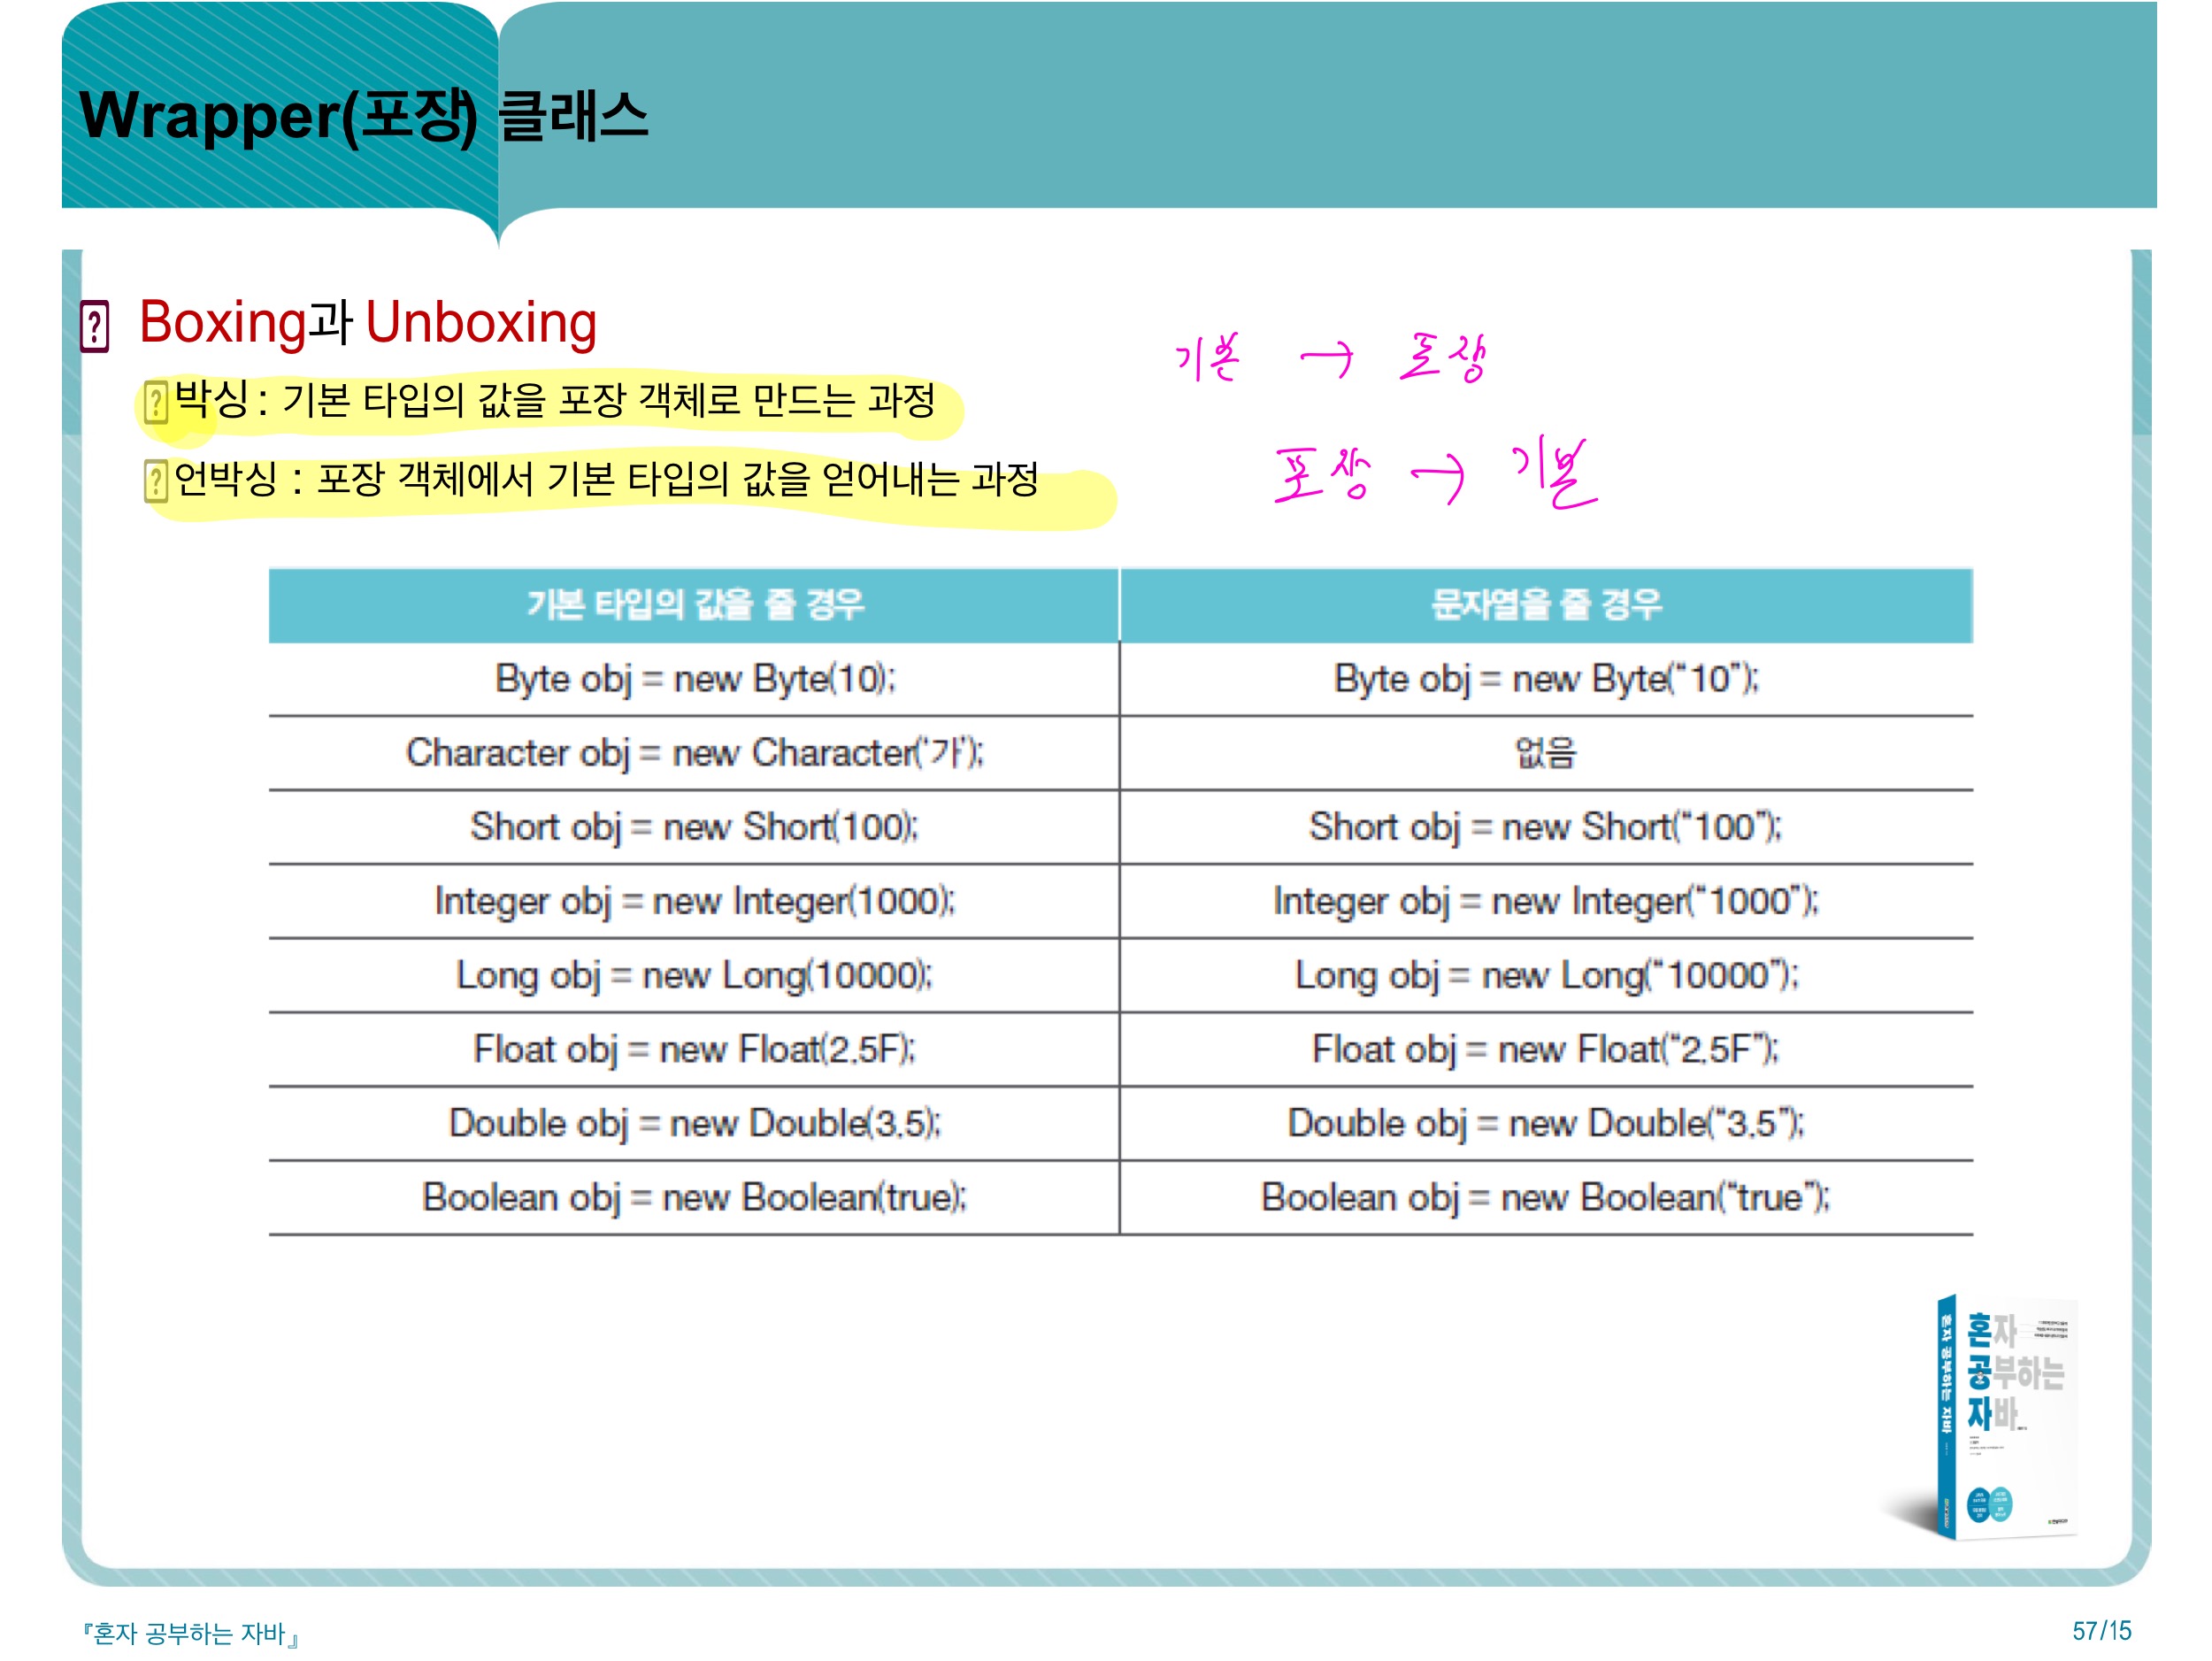 Wrapper(포장) 클래스
Boxing과 Unboxing
박싱 : 기본 타입의 값을 포장 객체로 만드는 과정
기본 → 포장
언박싱 : 포장 객체에서 기본 타입의 값을 얻어내는 과정
포장 → 기본
기본 타입의 값을 줄 경우 문자열을 줄 경우
Byte obj = new Byte(10); Byte obj = new Byte(“10”);
Character obj = new Character(‘가’); 없음
Short obj = new Short(100); Short obj = new Short(“100”);
Integer obj = new Integer(1000); Integer obj = new Integer(“1000”);
Long obj = new Long(10000); Long obj = new Long(“10000”);
Float obj = new Float(2.5F); Float obj = new Float(“2.5F”);
Double obj = new Double(3.5); Double obj = new Double(“3.5”);
Boolean obj = new Boolean(true); Boolean obj = new Boolean(“true”);
혼자 공부하는 자바
혼자
공부하는
자바
『혼자 공부하는 자바』
57/15